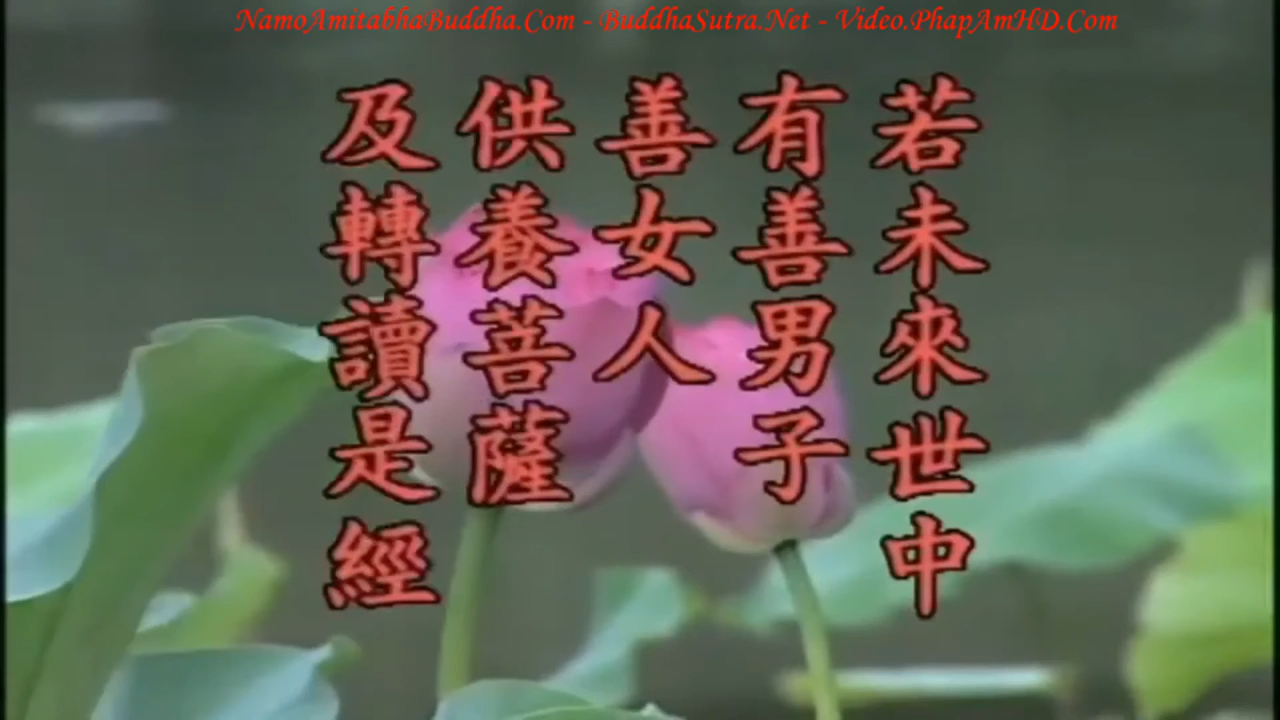 NamoAmitabhaBuddha.Com - BuddhaSutra.Net - Video.PhapAmHD.Com
若未來世中
有善男子
善女人
供養菩薩
及轉讀是經